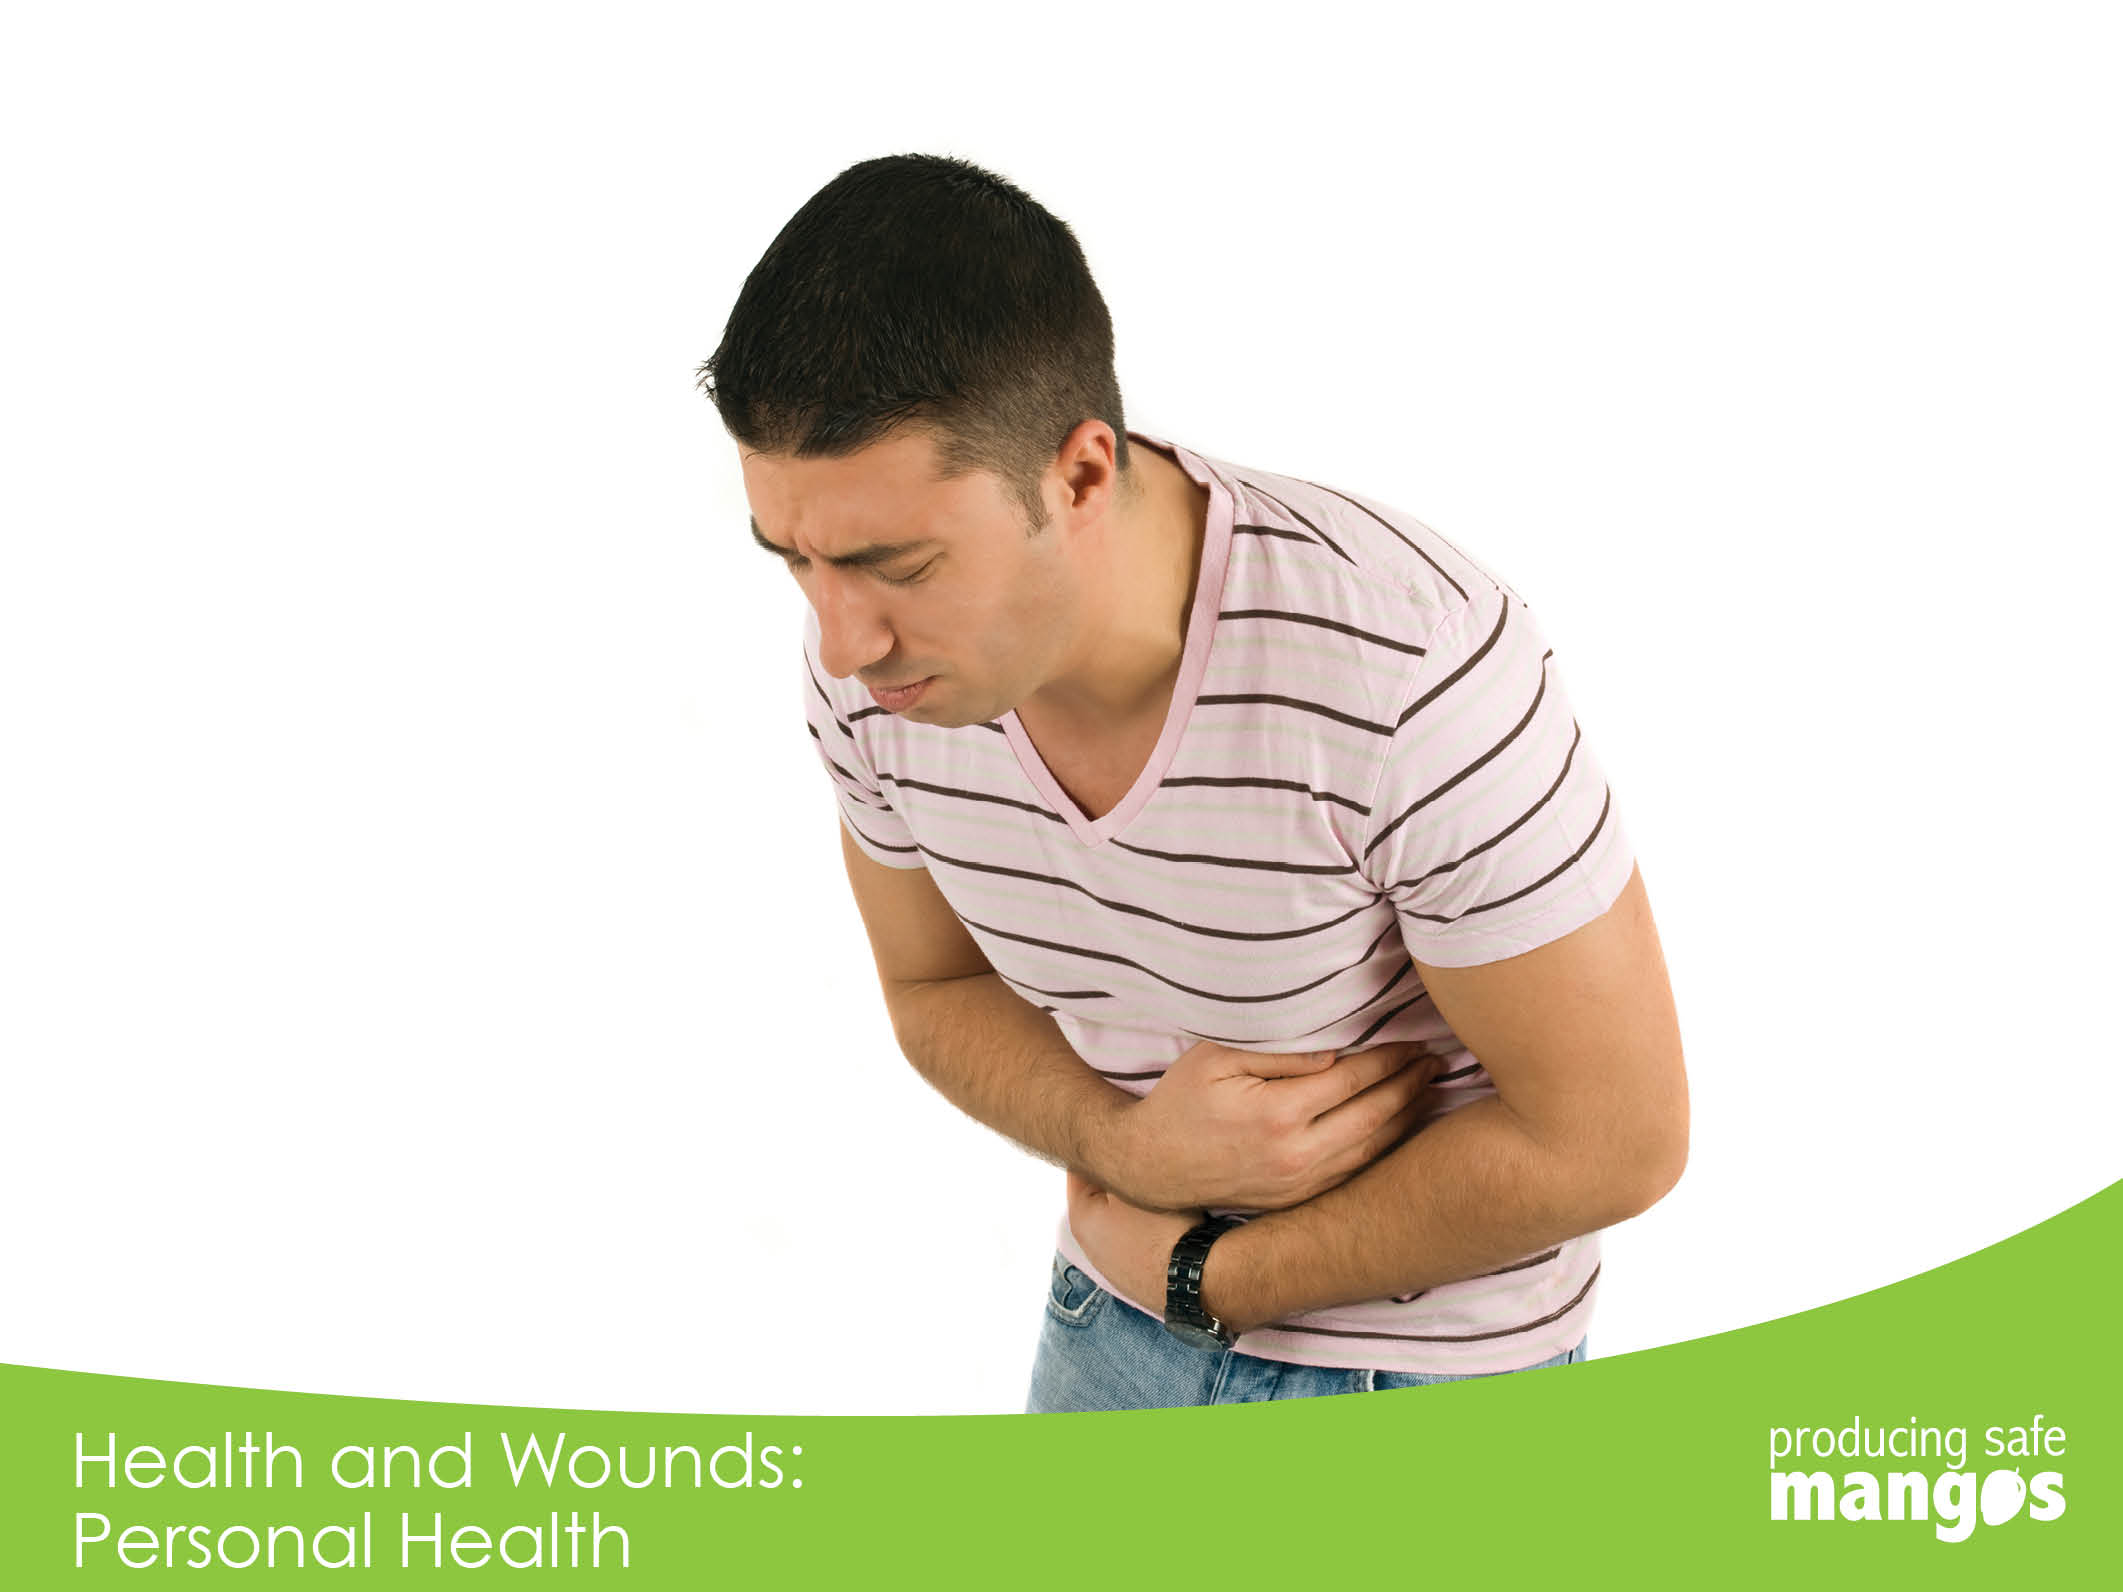 Health and Wounds:
Personal Health
producing safe
mangos